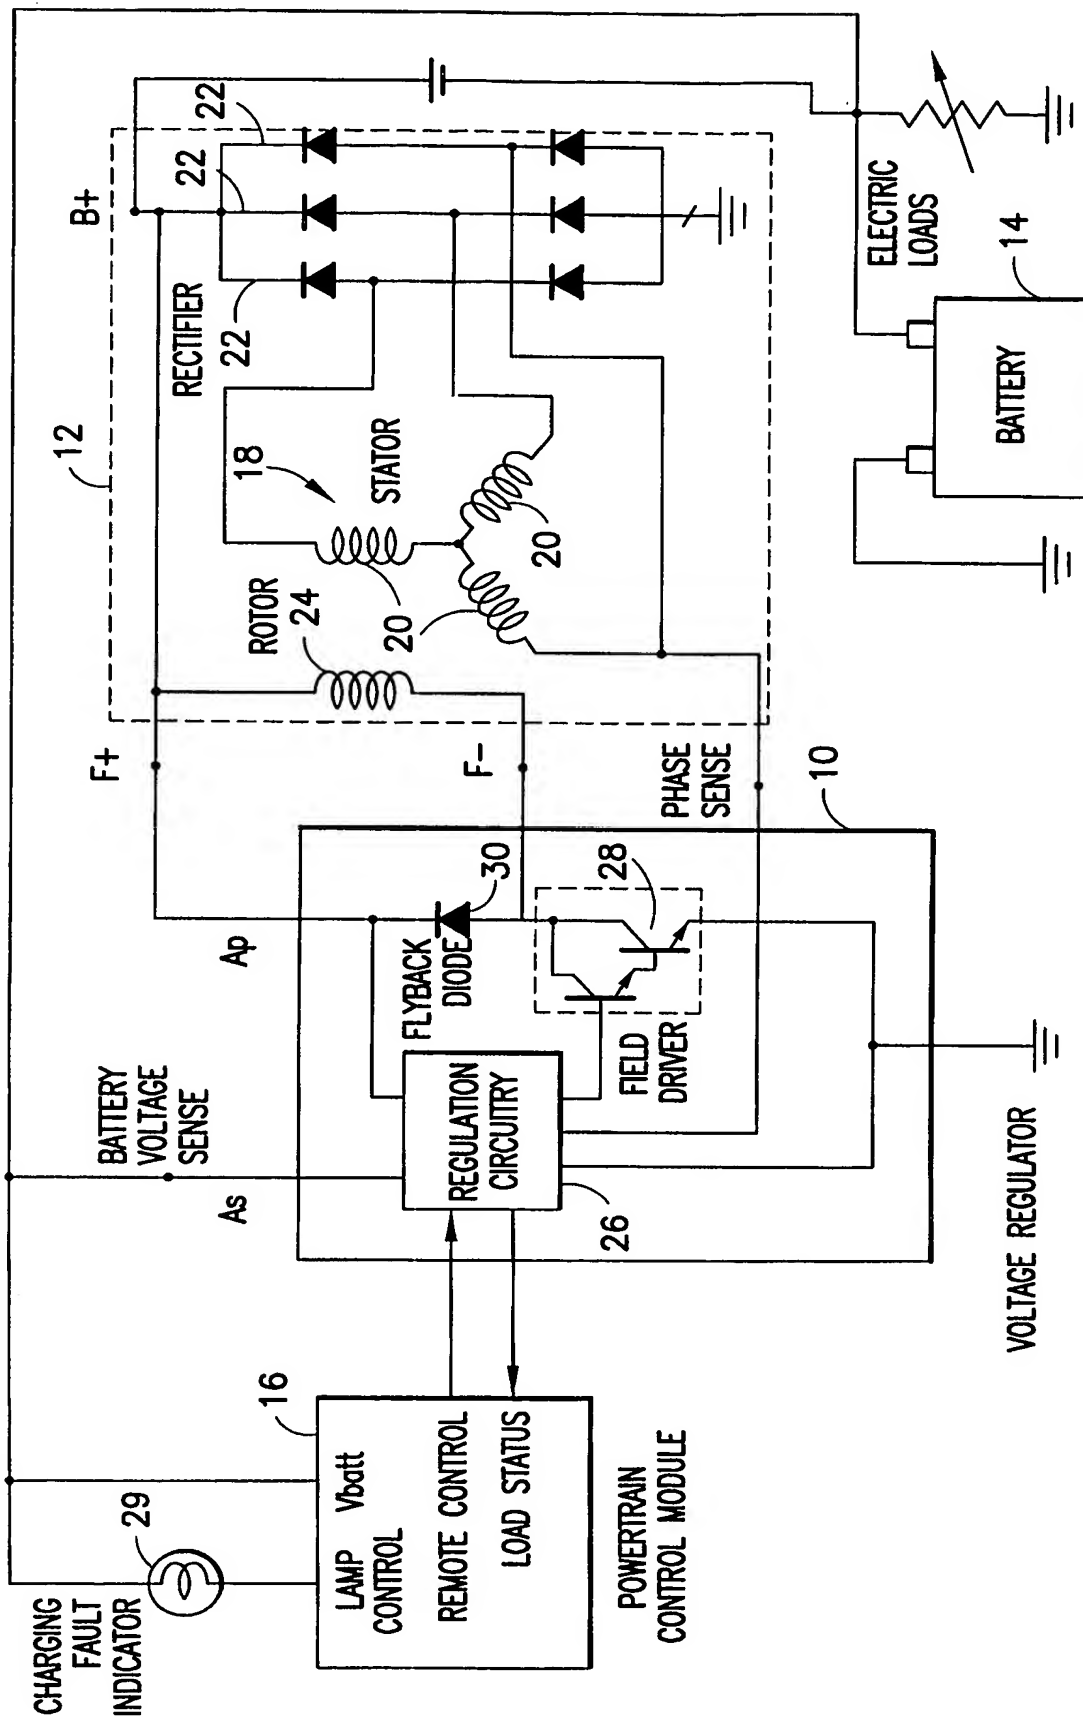 CHARGING
FAULT
INDICATOR
29
LAMP
CONTROL
Vbatt
REMOTE CONTROL
LOAD STATUS
16
POWERTRAIN
CONTROL MODULE
BATTERY
VOLTAGE
SENSE
As
Ap
REGULATION
CIRCUITRY
26
FLYBACK
DIODE
30
FIELD
DRIVER
28
10
VOLTAGE REGULATOR
F+
F-
PHASE
SENSE
12
ROTOR
24
18
STATOR
20
20
20
RECTIFIER
22
22
22
B+
ELECTRIC
LOADS
BATTERY
14